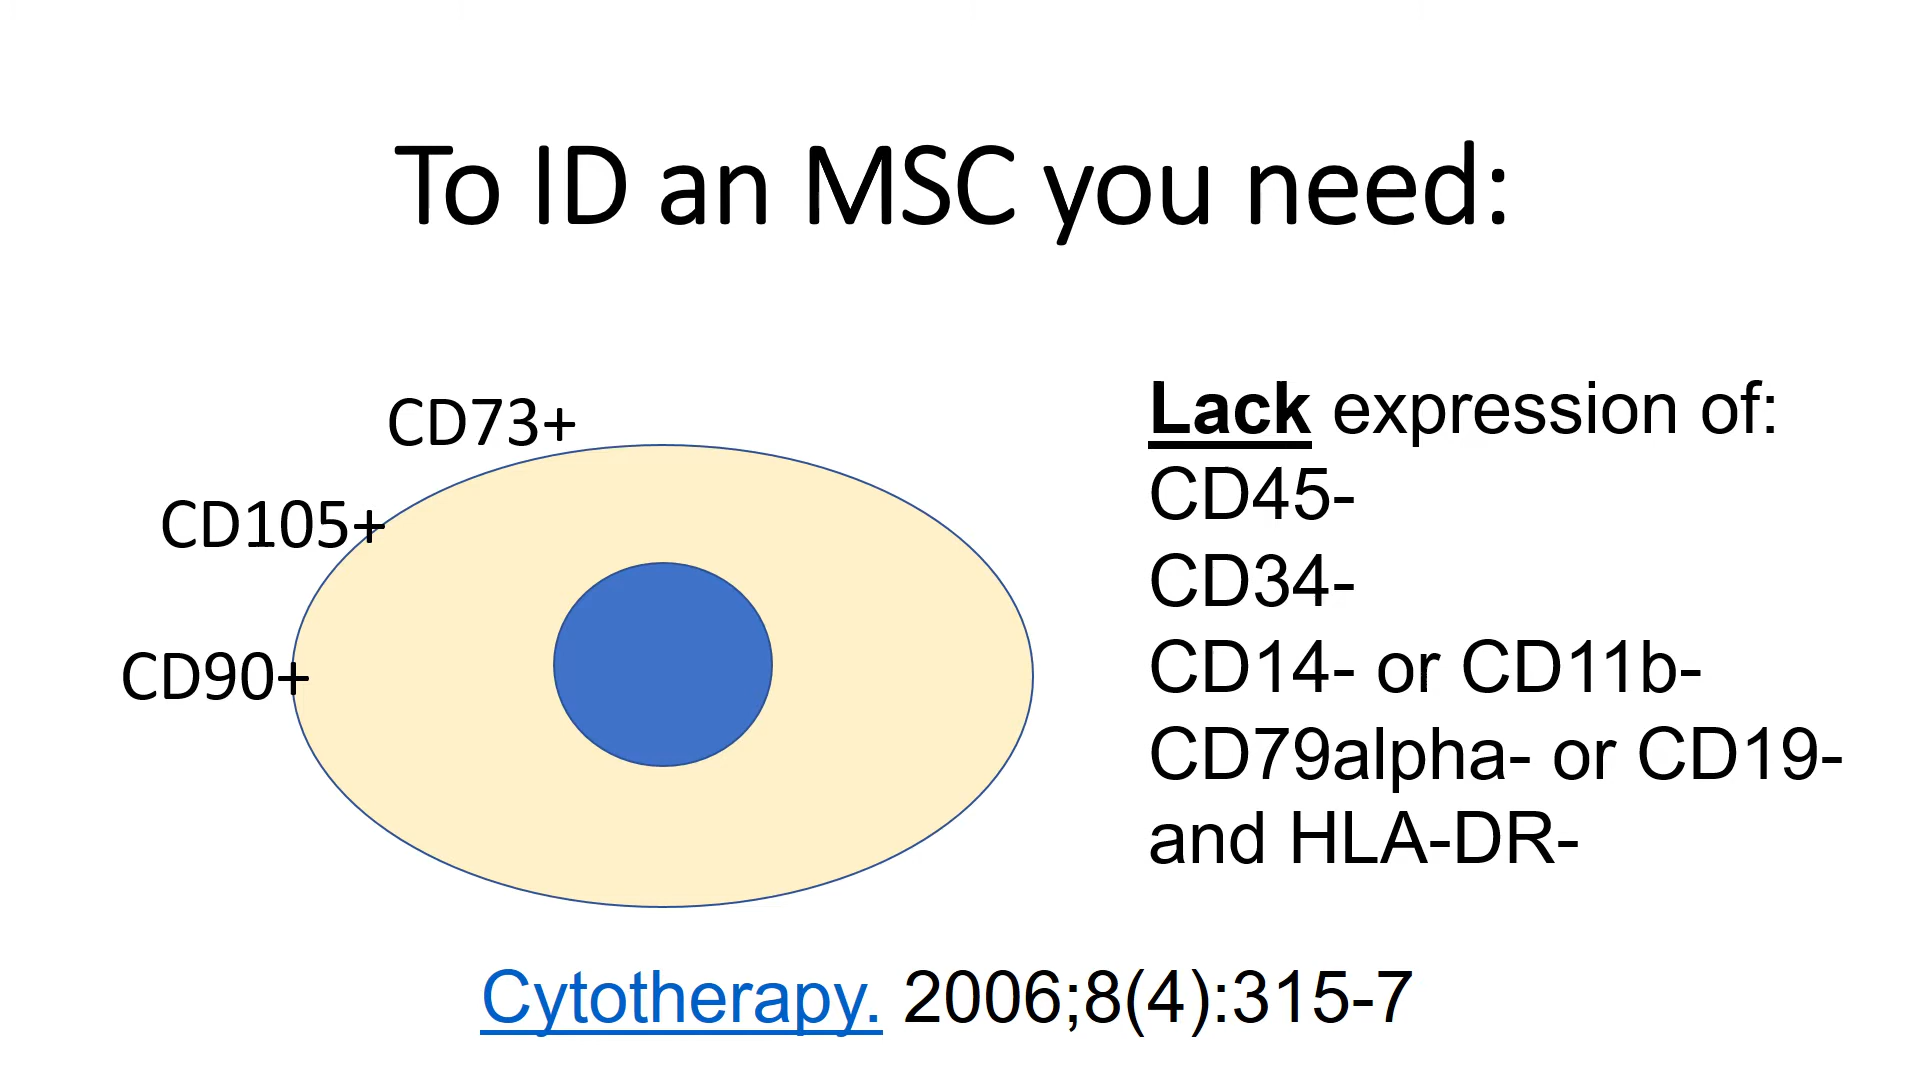 To ID an MSC you need:
CD73+
CD105+
CD90+
Lack expression of:
CD45-
CD34-
CD14- or CD11b-
CD79alpha- or CD19-
and HLA-DR-
Cytotherapy. 2006;8(4):315-7